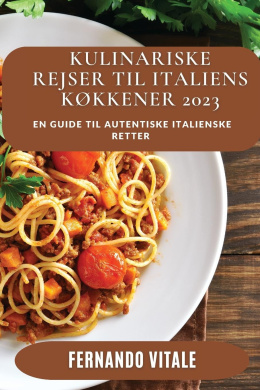 KULINARISKE
REJSER TIL ITALIENS
KØKKENER 2023
EN GUIDE TIL AUTENTISKE ITALIENSKE
RETTER
FERNANDO VITALE